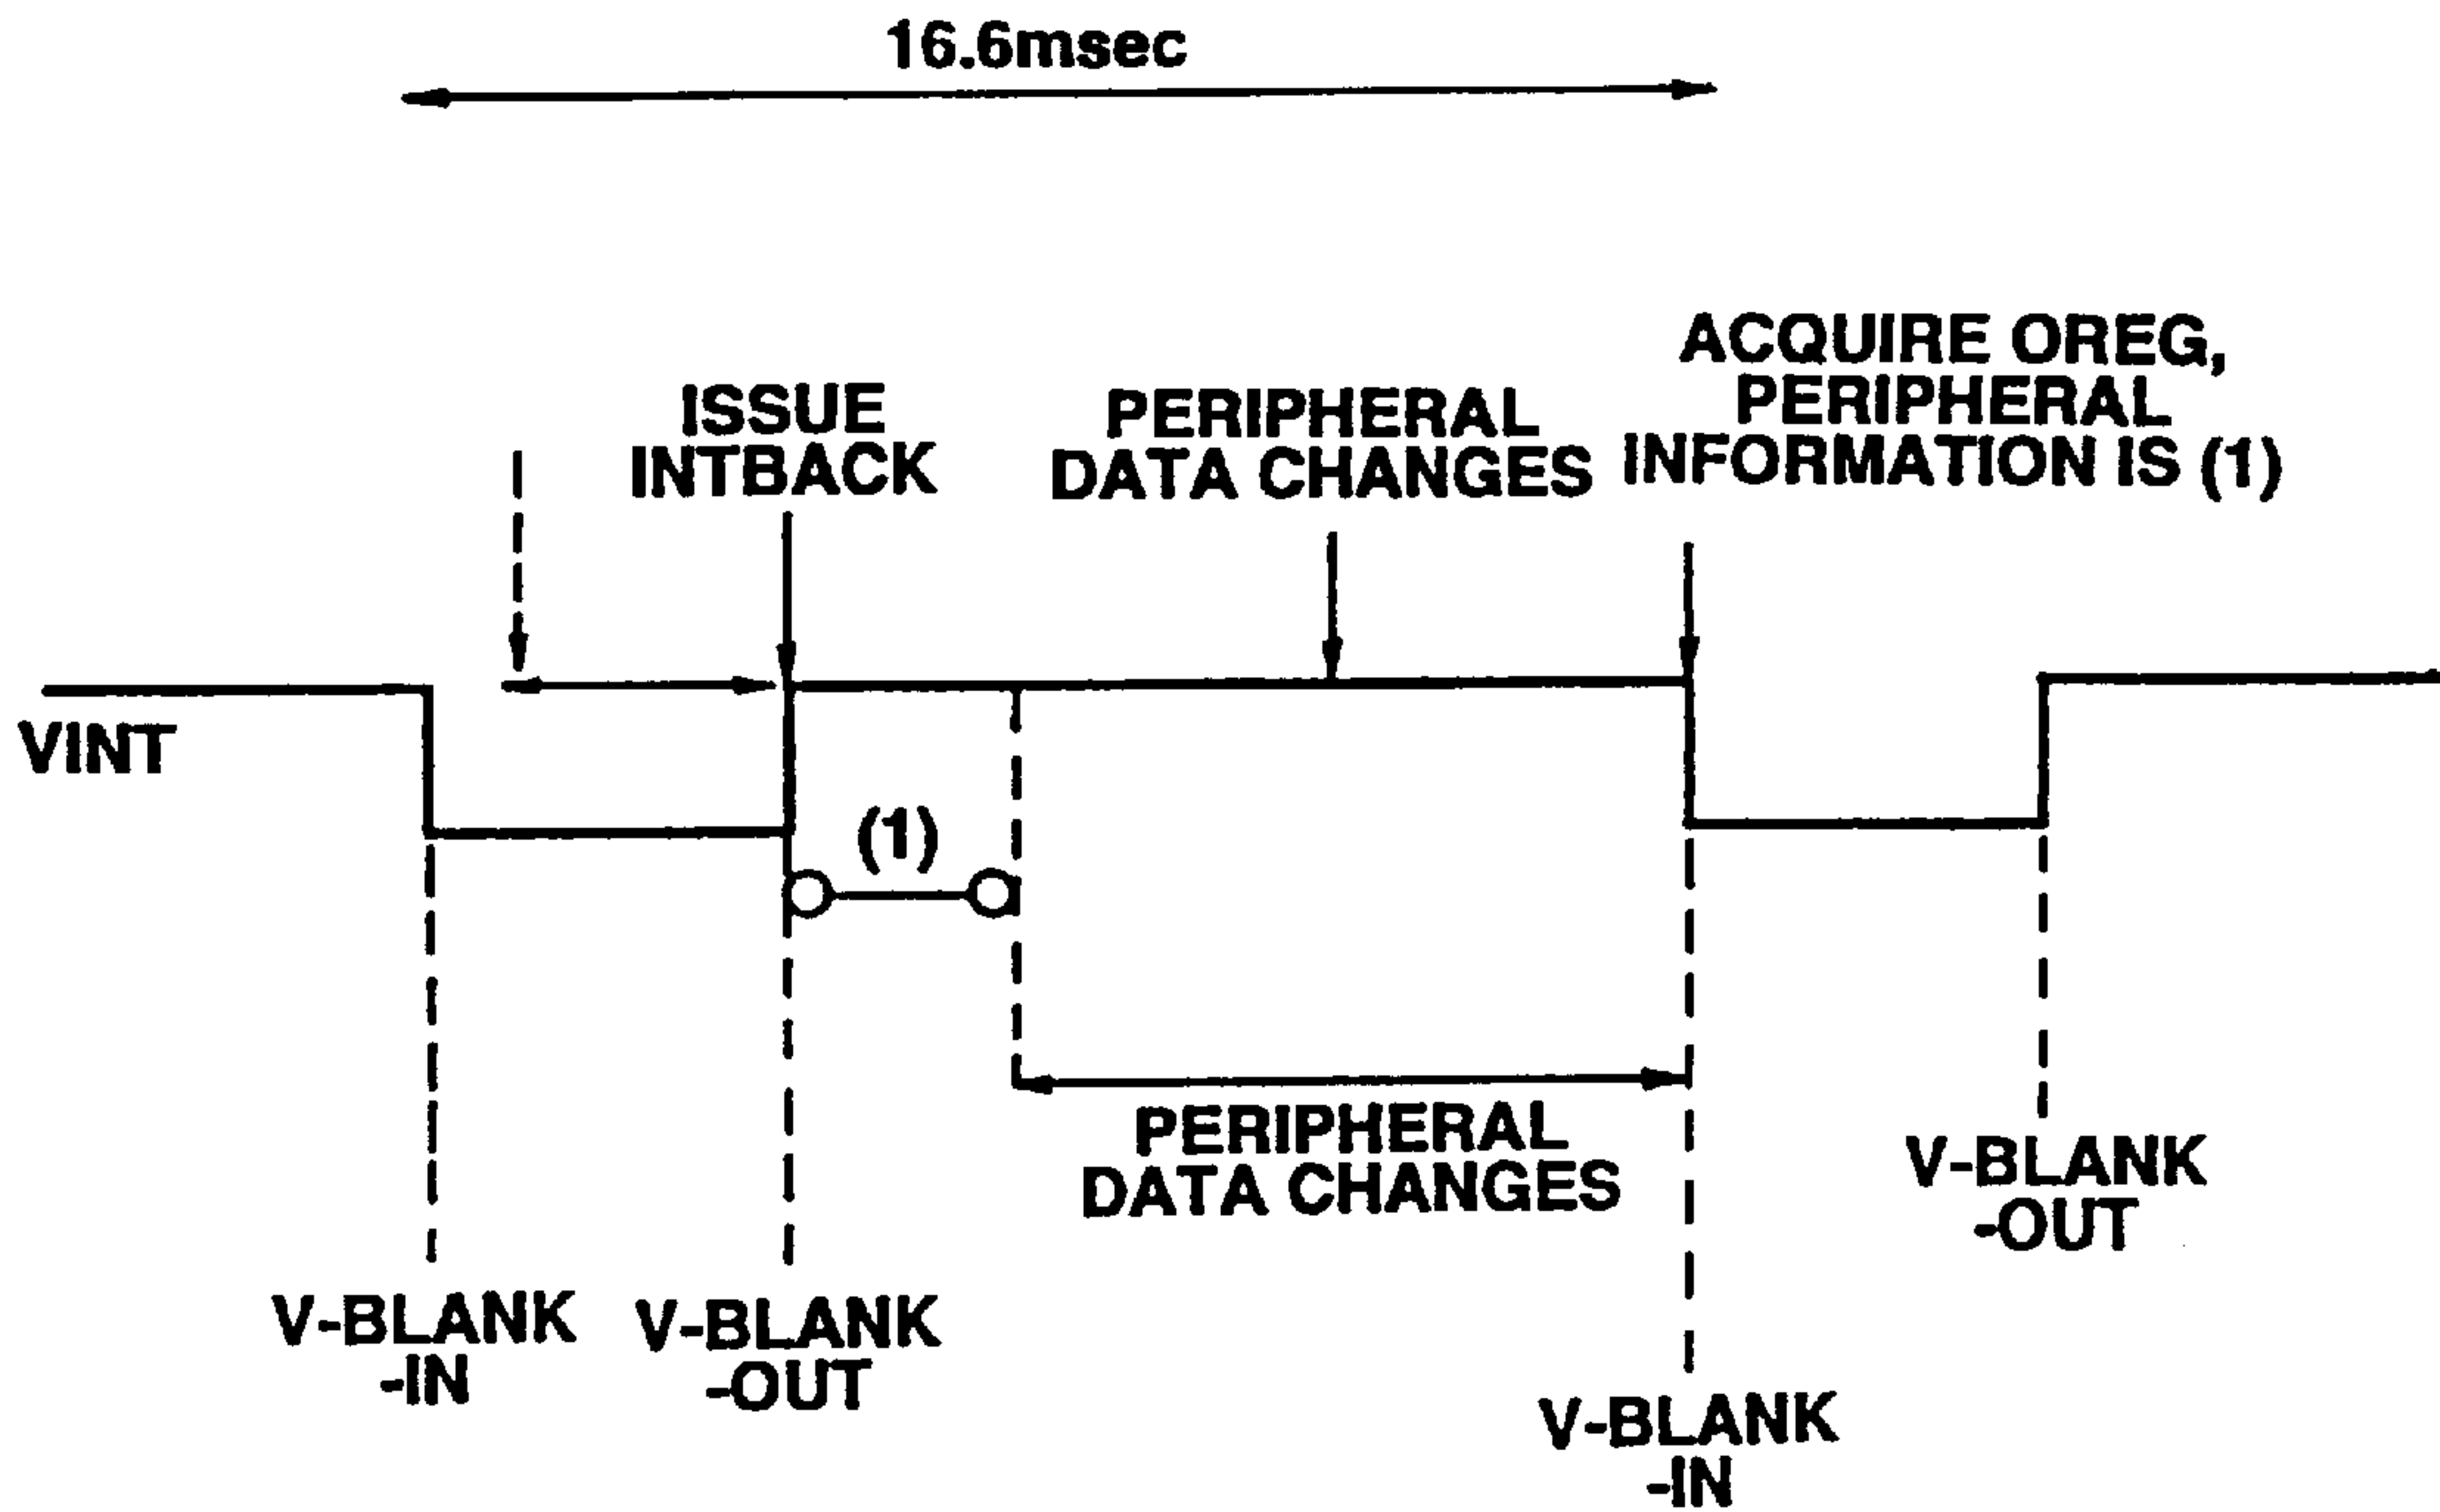 16.6msec
ISSUE
INTBACK
PERIPHERAL
DATA CHANGES
ACQUIRE OREG,
PERIPHERAL
INFORMATION IS (1)
VINT
(1)
PERIPHERAL
DATA CHANGES
V-BLANK
-IN
V-BLANK
-OUT
V-BLANK
-IN
V-BLANK
-OUT